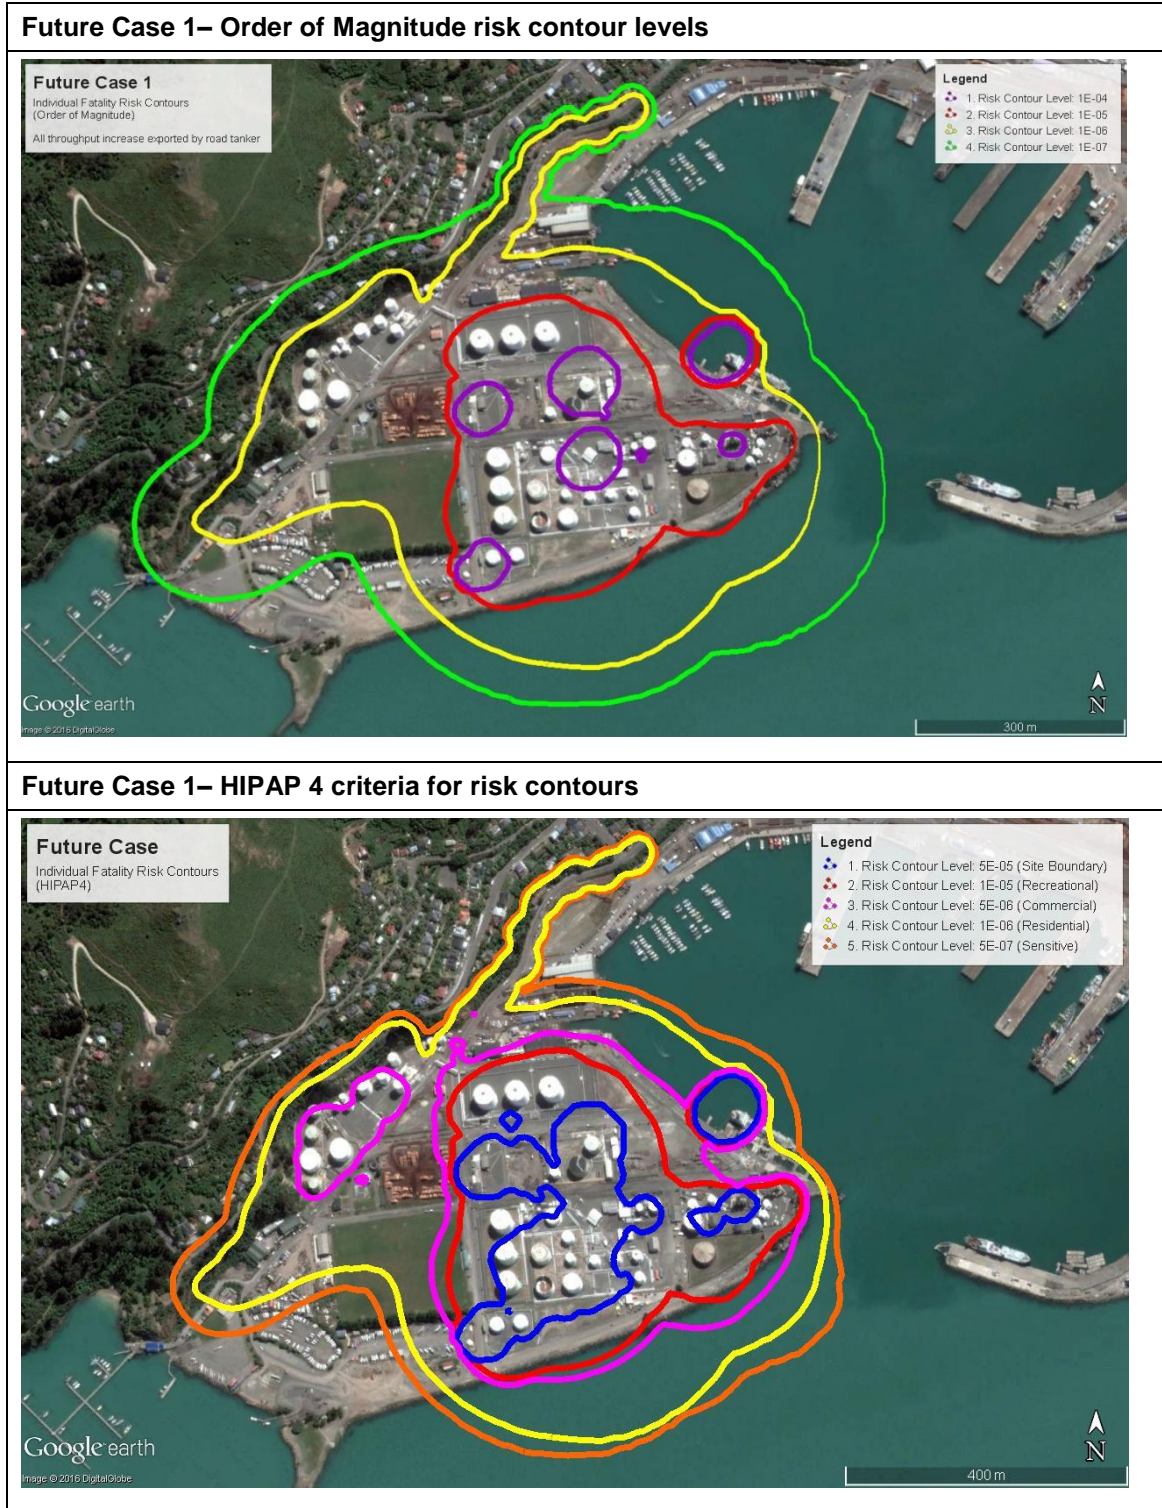 Future Case 1– Order of Magnitude risk contour levels
Future Case 1
Individual Fatality Risk Contours
(Order of Magnitude)
All throughput increase exported by road tanker
Legend
1. Risk Contour Level: 1E-04
2. Risk Contour Level: 1E-05
3. Risk Contour Level: 1E-06
4. Risk Contour Level: 1E-07
Google earth
Image © 2016 DigitalGlobe
N
300 m
Future Case 1– HIPAP 4 criteria for risk contours
Future Case
Individual Fatality Risk Contours
(HIPAP4)
Legend
1. Risk Contour Level: 5E-05 (Site Boundary)
2. Risk Contour Level: 1E-05 (Recreational)
3. Risk Contour Level: 5E-06 (Commercial)
4. Risk Contour Level: 1E-06 (Residential)
5. Risk Contour Level: 5E-07 (Sensitive)
Google earth
Image © 2016 DigitalGlobe
N
400 m